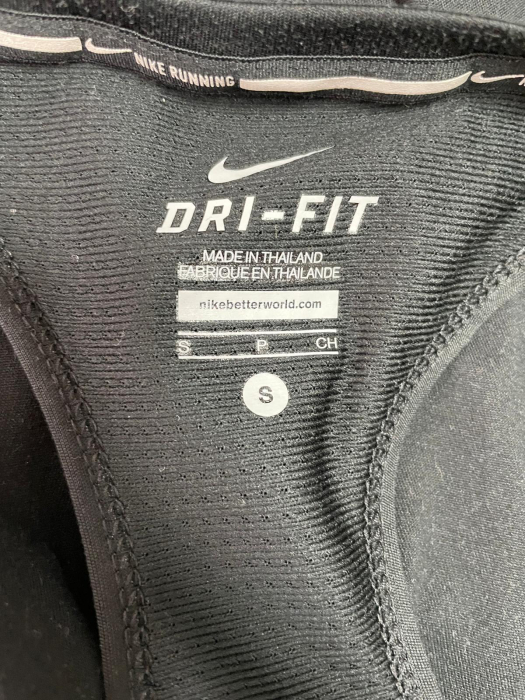 NIKE RUNNING
DRI-FIT
MADE IN THAILAND
FABRIQUE EN THAILANDE
nikebetterworld.com
S P CH
S